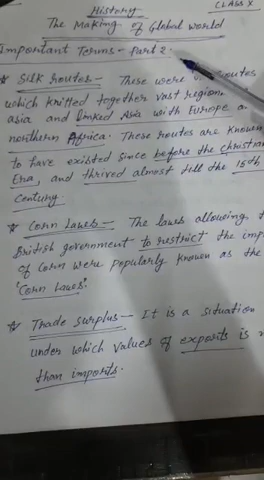 History
CLASS X
The Making of Global World
Important Terms - Part 2.
* Silk routes - These were routes
which knitted together vast region
asia and linked Asia with Europe a
northern Africa. These routes are known
to have existed since before the christian
Era, and thrived almost till the 15th
century.
* Corn Laws - The laws allowing t
British government to restrict the imp
of corn were popularly known as the
'Corn Laws'.
* Trade surplus - It is a situation
under which values of exports is
than imports.